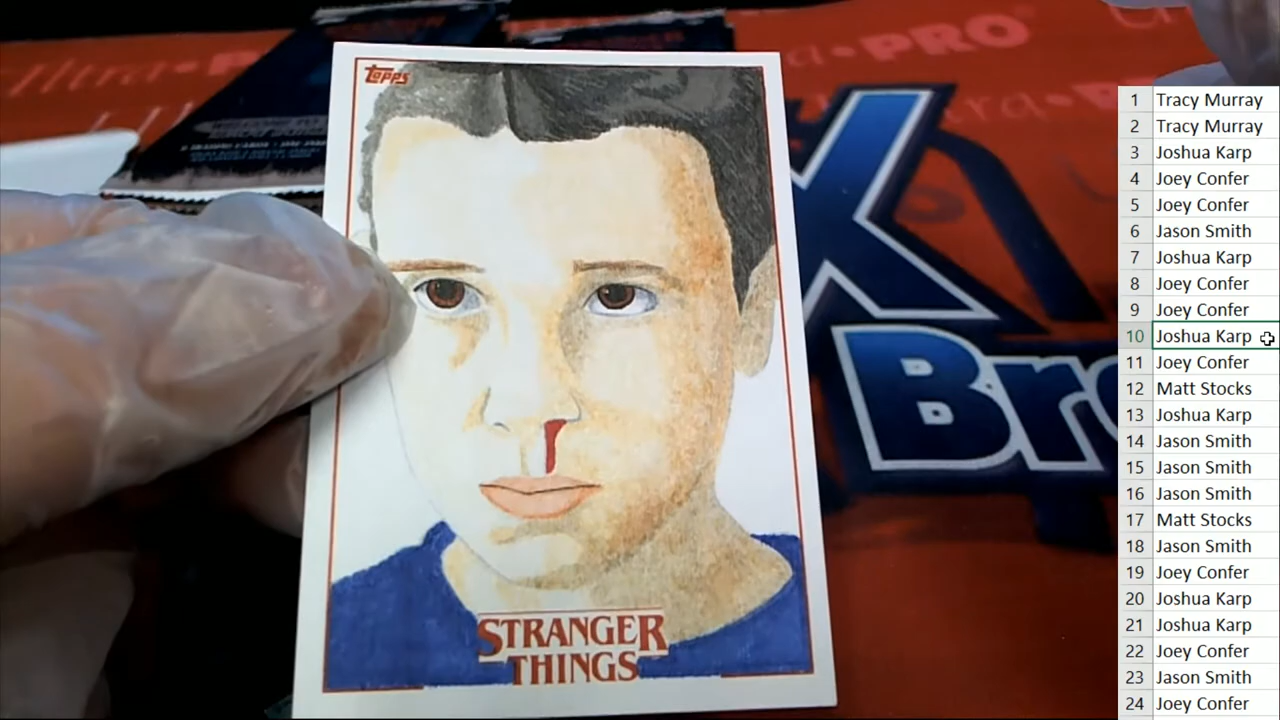 PRO
topps
STRANGER
THINGS
X
Bre
1 Tracy Murray
2 Tracy Murray
3 Joshua Karp
4 Joey Confer
5 Joey Confer
6 Jason Smith
7 Joshua Karp
8 Joey Confer
9 Joey Confer
10 Joshua Karp
11 Joey Confer
12 Matt Stocks
13 Joshua Karp
14 Jason Smith
15 Jason Smith
16 Jason Smith
17 Matt Stocks
18 Jason Smith
19 Joey Confer
20 Joshua Karp
21 Joshua Karp
22 Joey Confer
23 Jason Smith
24 Joey Confer